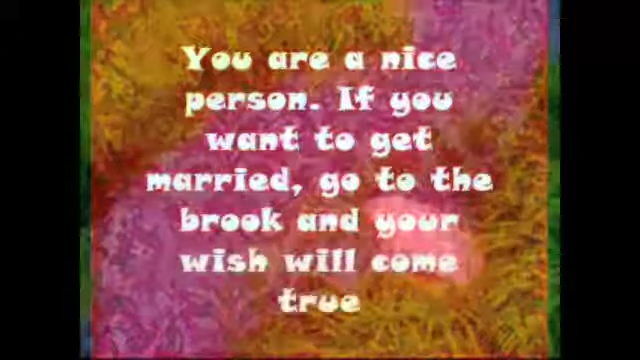 You are a nice
person. If you
want to get
married, go to the
brook and your
wish will come
true